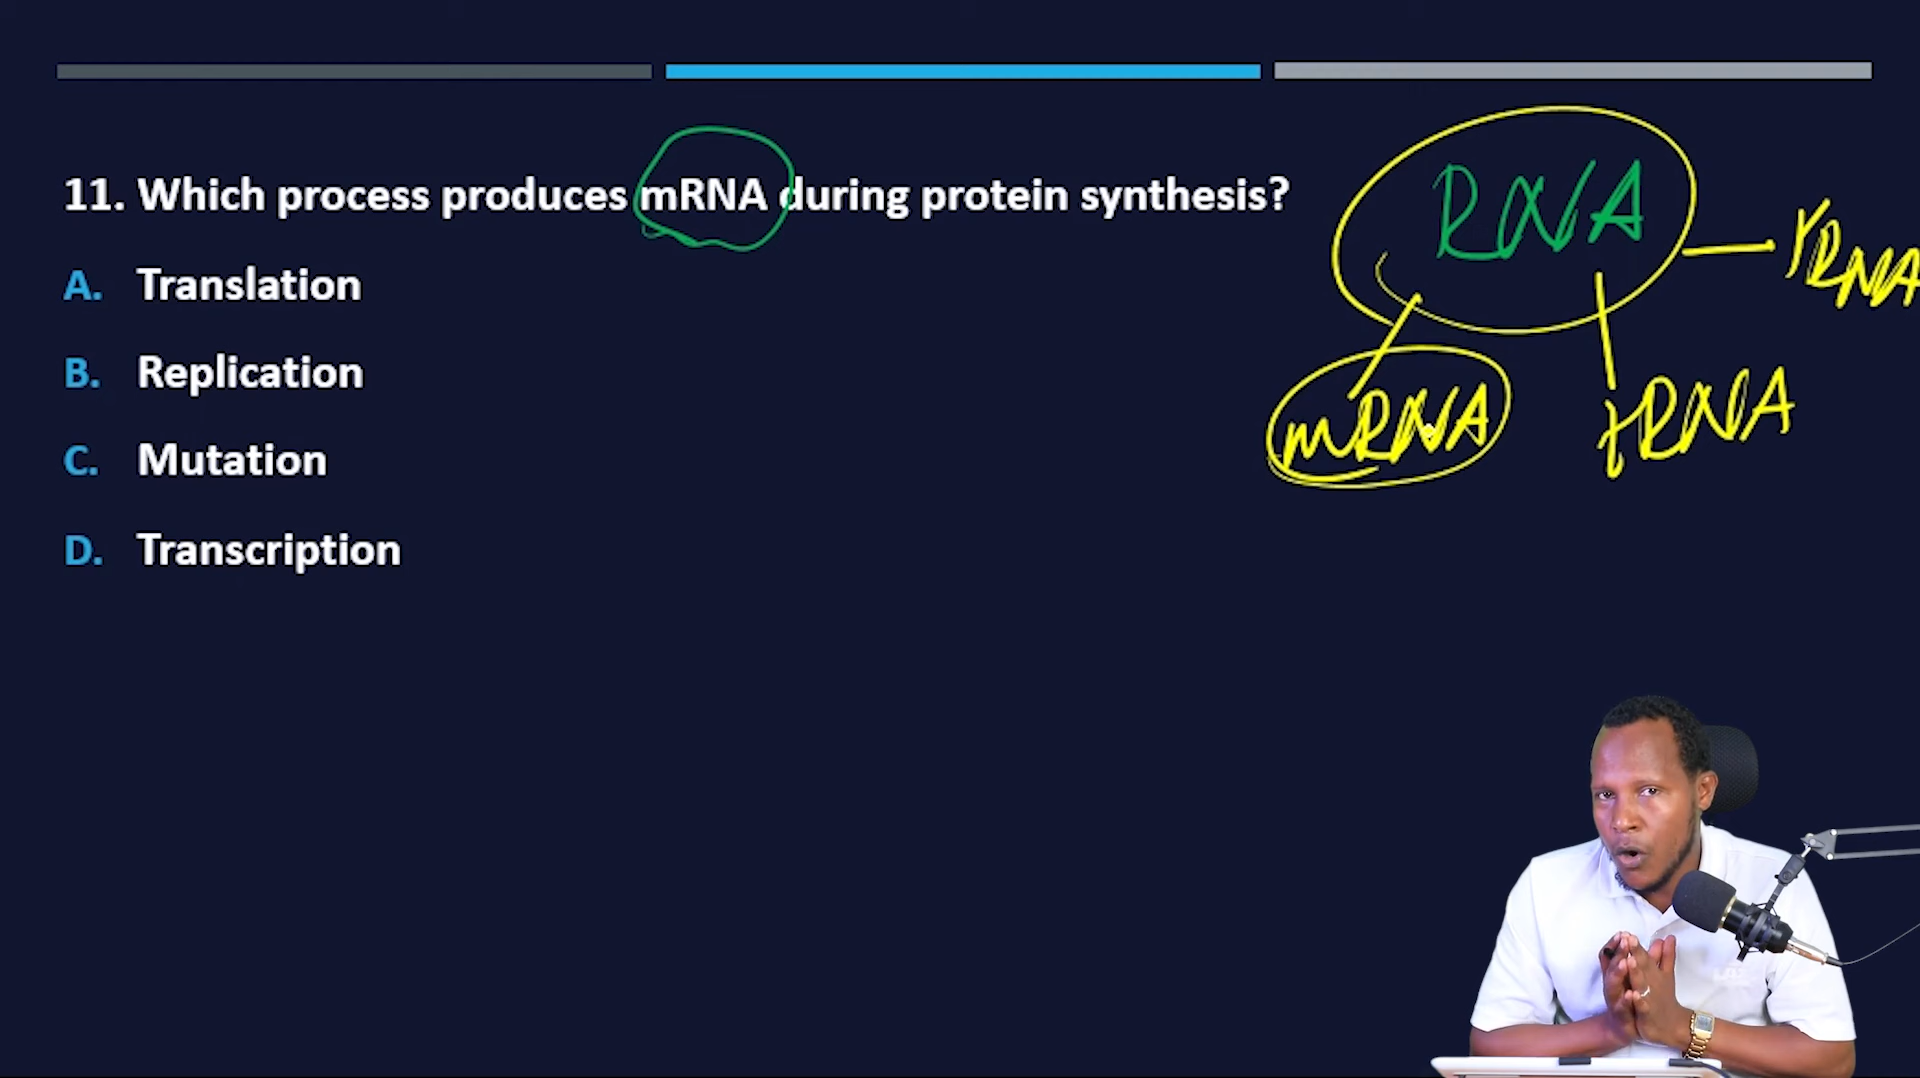 11. Which process produces mRNA during protein synthesis?
A. Translation
B. Replication
C. Mutation
D. Transcription
RNA
rRNA
mRNA
tRNA